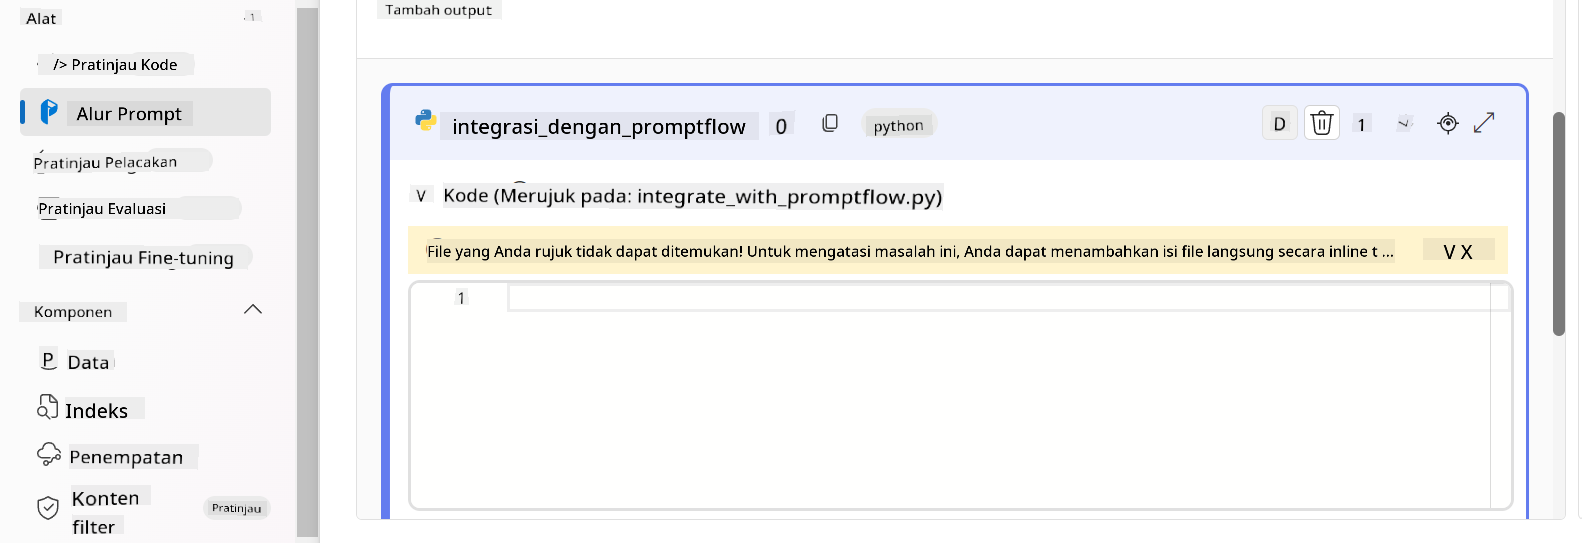 Alat
/> Pratinjau Kode
Alur Prompt
Pratinjau Pelacakan
Pratinjau Evaluasi
Pratinjau Fine-tuning
Komponen
P Data
Indeks
Penempatan
Konten
filter
Pratinjau
Tambah output
integrasi_dengan_promptflow 0 python D 1
V Kode (Merujuk pada: integrate_with_promptflow.py)
File yang Anda rujuk tidak dapat ditemukan! Untuk mengatasi masalah ini, Anda dapat menambahkan isi file langsung secara inline t ... V X
1